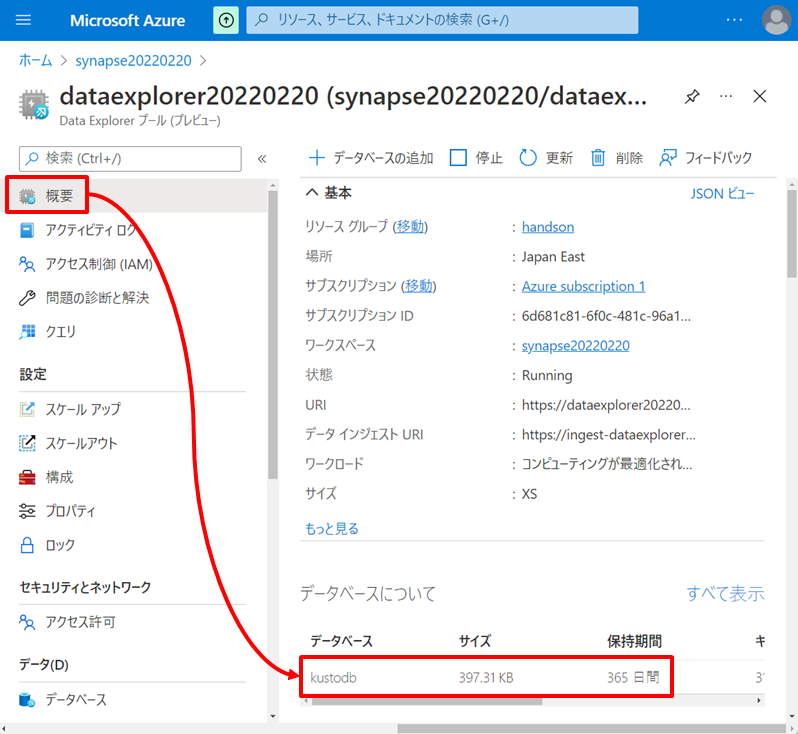 Microsoft Azure
リソース、サービス、ドキュメントの検索 (G+/)
ホーム > synapse20220220 >
dataexplorer20220220 (synapse20220220/dataex...
Data Explorer プール (プレビュー)
検索 (Ctrl+/)
概要
アクティビティ ログ
アクセス制御 (IAM)
問題の診断と解決
クエリ
設定
スケール アップ
スケールアウト
構成
プロパティ
ロック
セキュリティとネットワーク
アクセス許可
データ(D)
データベース
データベースの追加 停止 更新 削除 フィードバック
基本 JSON ビュー
リソース グループ (移動) : handson
場所 : Japan East
サブスクリプション (移動) : Azure subscription 1
サブスクリプション ID : 6d681c81-6f0c-481c-96a1...
ワークスペース : synapse20220220
状態 : Running
URI : https://dataexplorer20220...
データ インジェスト URI : https://ingest-dataexplorer...
ワークロード : コンピューティングが最適化され...
サイズ : XS
もっと見る
データベースについて すべて表示
データベース サイズ 保持期間 キ
kustodb 397.31 KB 365 日間